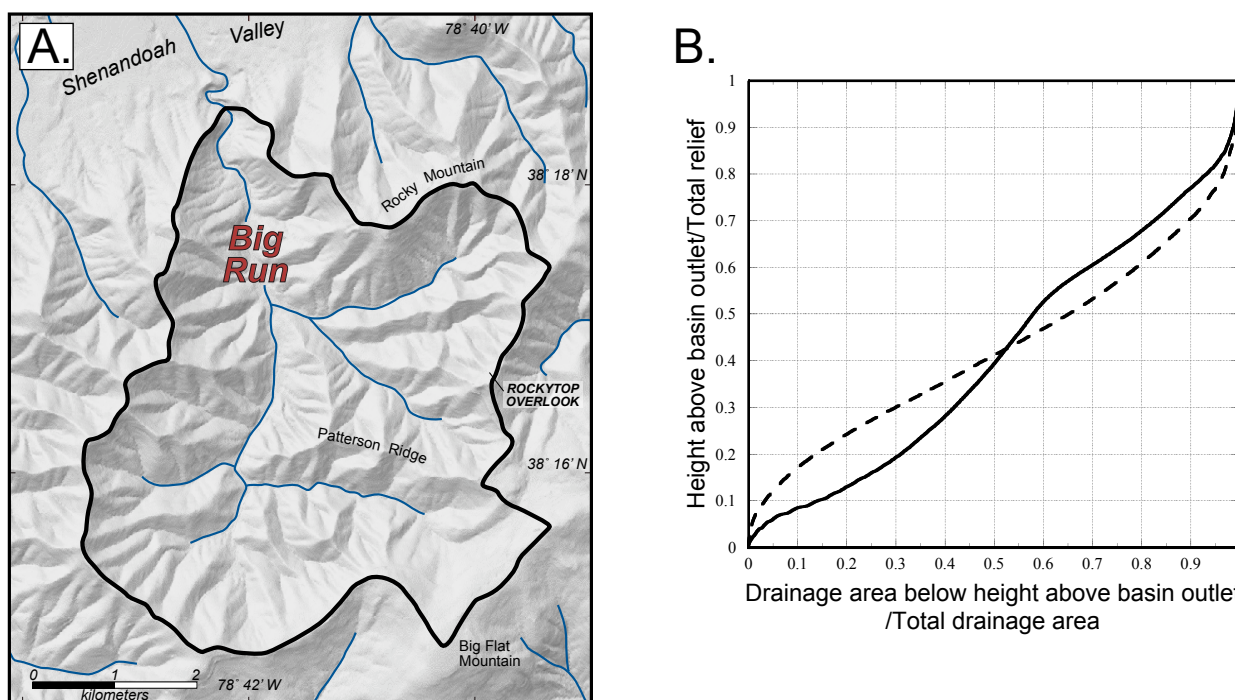 A.
Shenandoah Valley
78° 40' W
38° 18' N
Rocky Mountain
Big
Run
ROCKYTOP
OVERLOOK
Patterson Ridge
38° 16' N
Big Flat
Mountain
0 1 2
kilometers
78° 42' W
B.
Height above basin outlet/Total relief
1
0.9
0.8
0.7
0.6
0.5
0.4
0.3
0.2
0.1
0
0 0.1 0.2 0.3 0.4 0.5 0.6 0.7 0.8 0.9
Drainage area below height above basin outlet
/Total drainage area